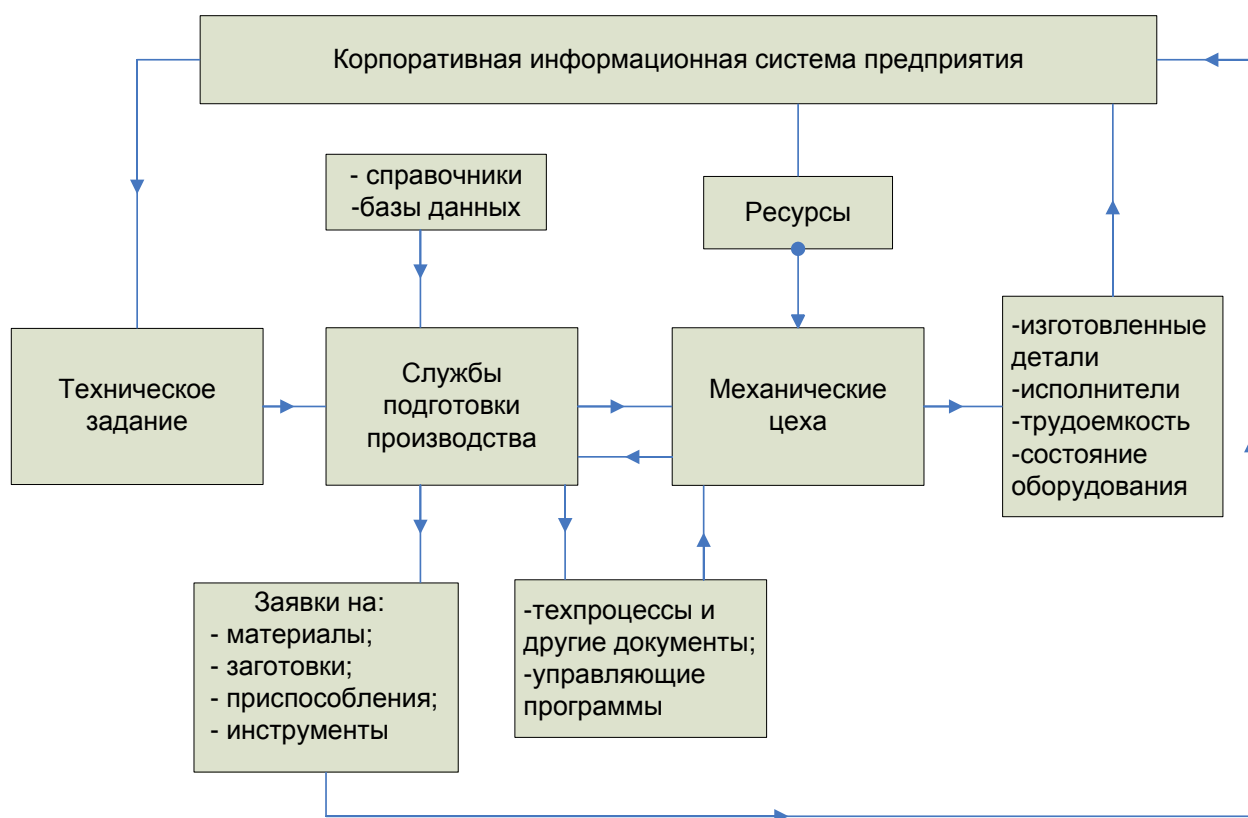 Корпоративная информационная система предприятия
- справочники
-базы данных
Ресурсы
Техническое
задание
Службы
подготовки
производства
Механические
цеха
-изготовленные
детали
-исполнители
-трудоемкость
-состояние
оборудования
Заявки на:
- материалы;
- заготовки;
- приспособления;
- инструменты
-техпроцессы и
другие документы;
-управляющие
программы